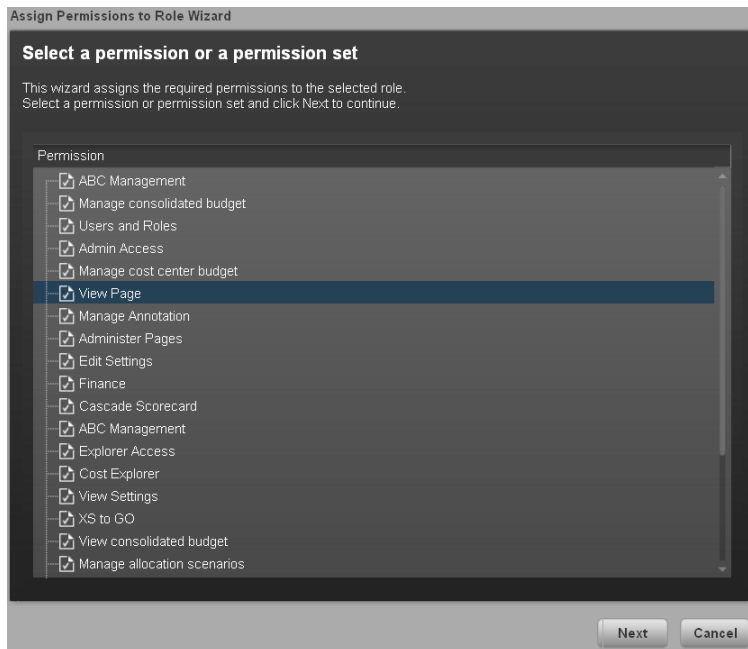 Assign Permissions to Role Wizard
Select a permission or a permission set
This wizard assigns the required permissions to the selected role.
Select a permission or permission set and click Next to continue.
Permission
ABC Management
Manage consolidated budget
Users and Roles
Admin Access
Manage cost center budget
View Page
Manage Annotation
Administer Pages
Edit Settings
Finance
Cascade Scorecard
ABC Management
Explorer Access
Cost Explorer
View Settings
XS to GO
View consolidated budget
Manage allocation scenarios
Next Cancel